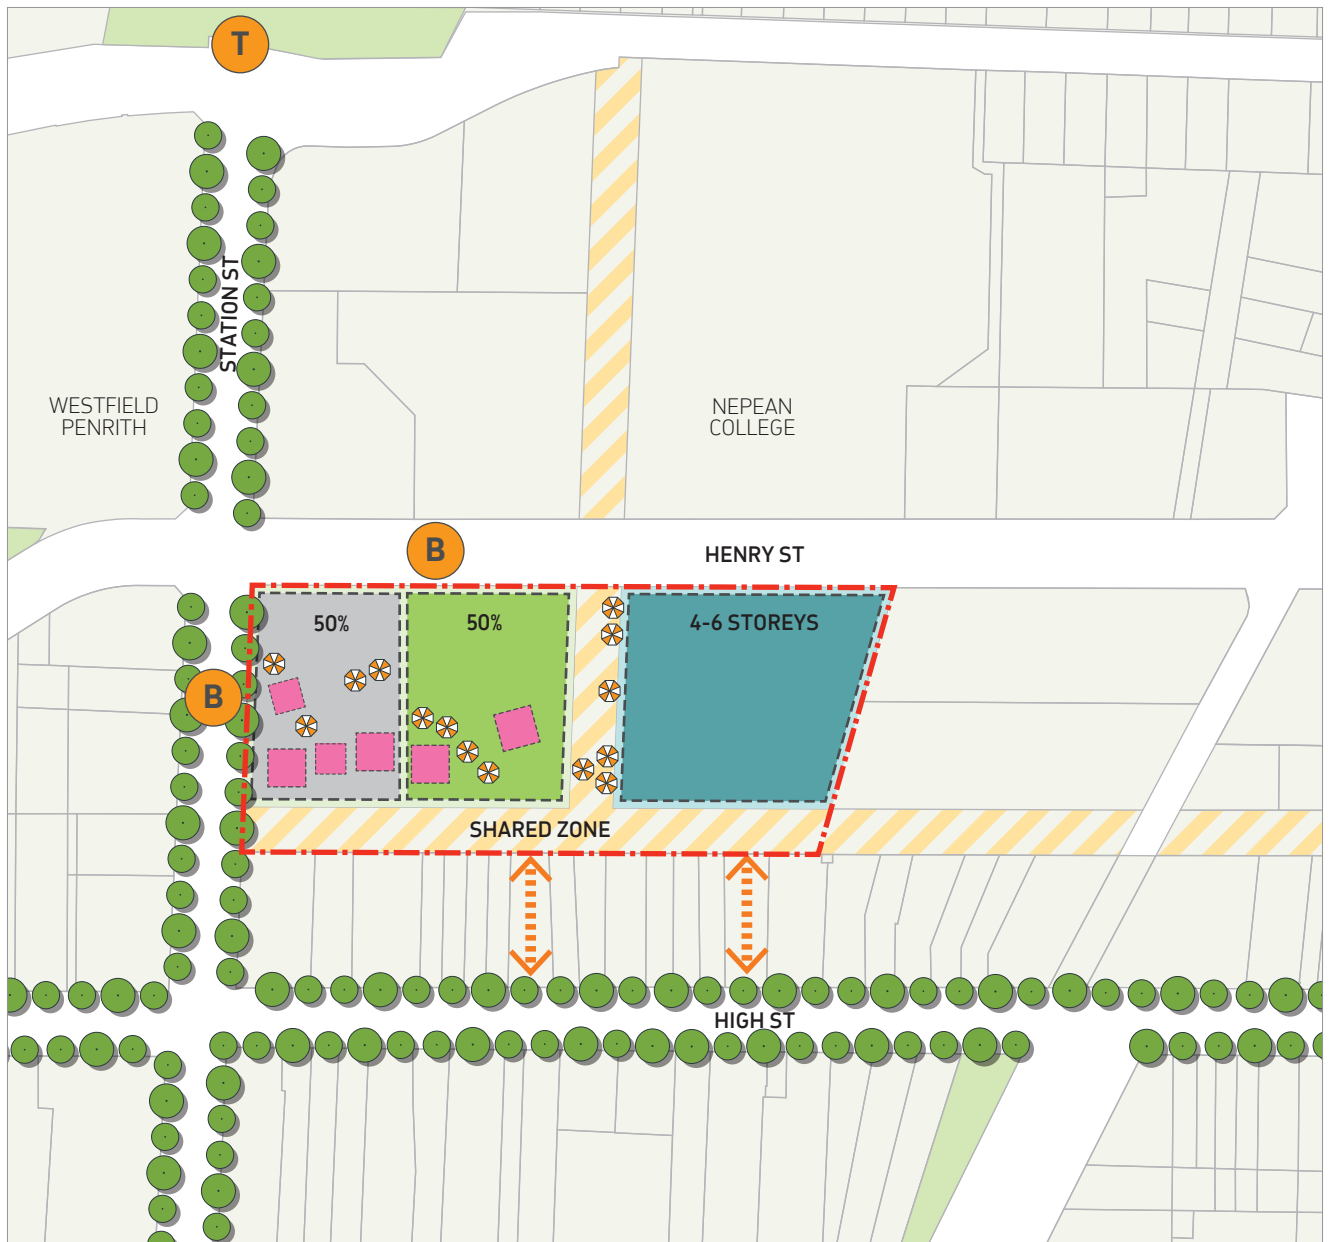 T
STATION ST
WESTFIELD
PENRITH
NEPEAN
COLLEGE
B
HENRY ST
50%
50%
4-6 STOREYS
B
SHARED ZONE
HIGH ST